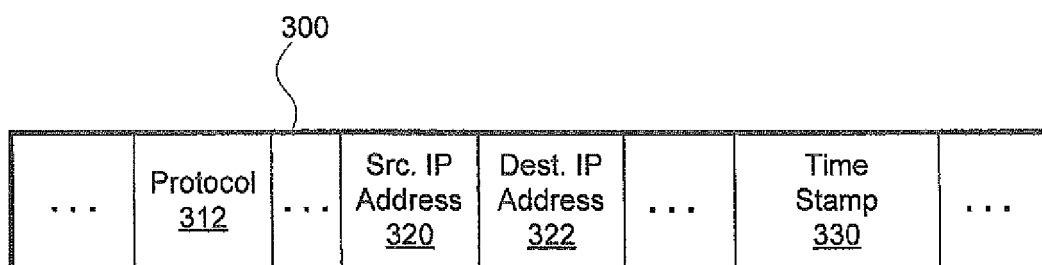 300
... Protocol 312 ... Src. IP Address 320 Dest. IP Address 322 ... Time Stamp 330 ...